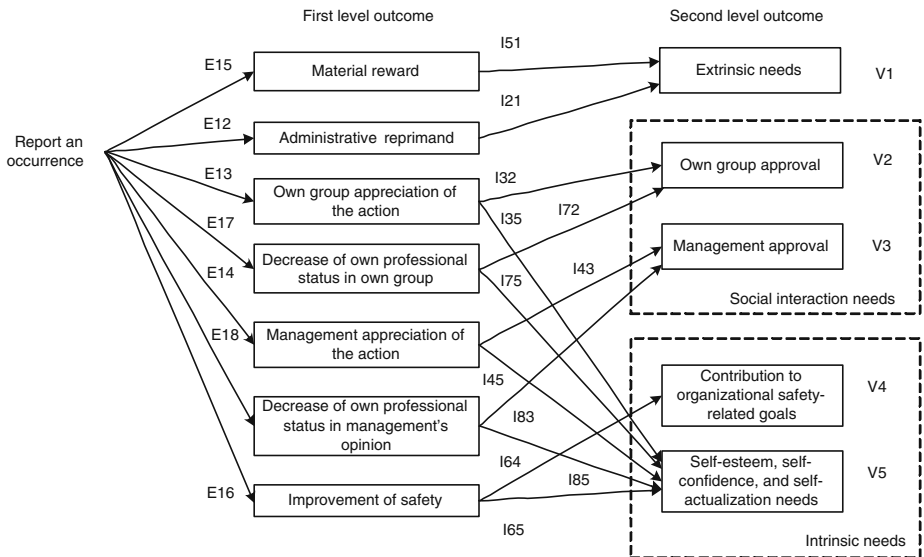 First level outcome
Second level outcome
I51
E15
Material reward
Extrinsic needs
V1
I21
E12
Report an
occurrence
Administrative reprimand
E13
I32
Own group approval
V2
Own group appreciation of
the action
I35
I72
E17
Decrease of own professional
status in own group
Management approval
V3
E14
I75
I43
Social interaction needs
E18
Management appreciation of
the action
I45
Contribution to
organizational safety-
related goals
V4
Decrease of own professional
status in management's
opinion
I83
I64
Self-esteem, self-
confidence, and self-
actualization needs
V5
E16
Improvement of safety
I85
I65
Intrinsic needs